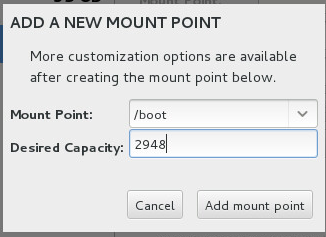 ADD A NEW MOUNT POINT
More customization options are available
after creating the mount point below.
Mount Point: /boot
Desired Capacity: 2948
Cancel Add mount point